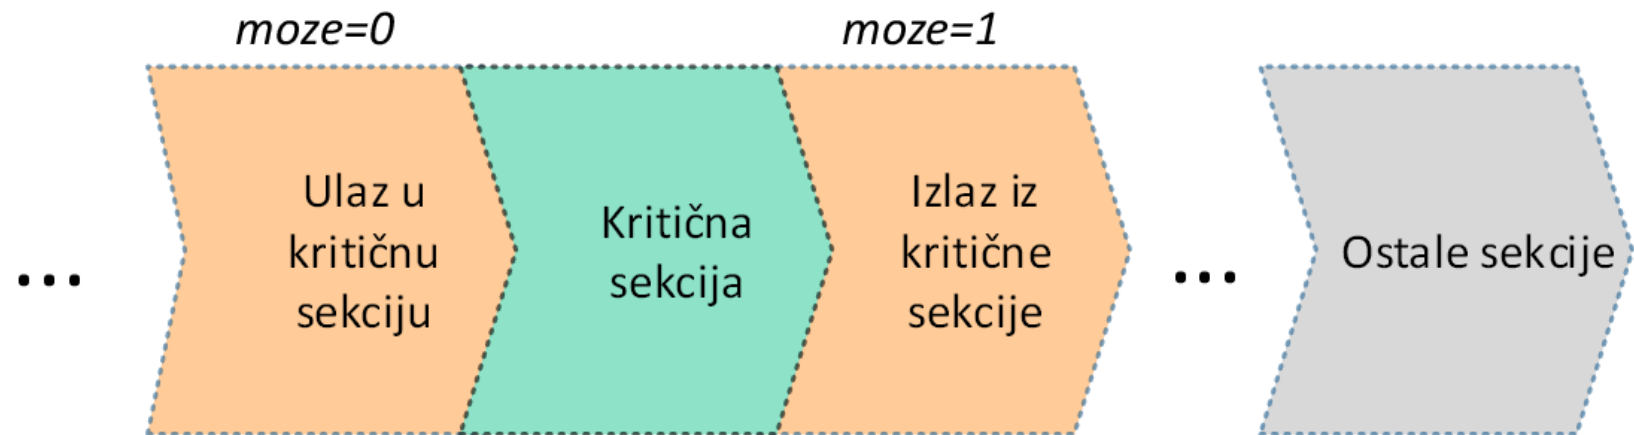 moze=0
moze=1
...
Ulaz u
kritičnu
sekciju
Kritična
sekcija
Izlaz iz
kritične
sekcije
...
Ostale sekcije